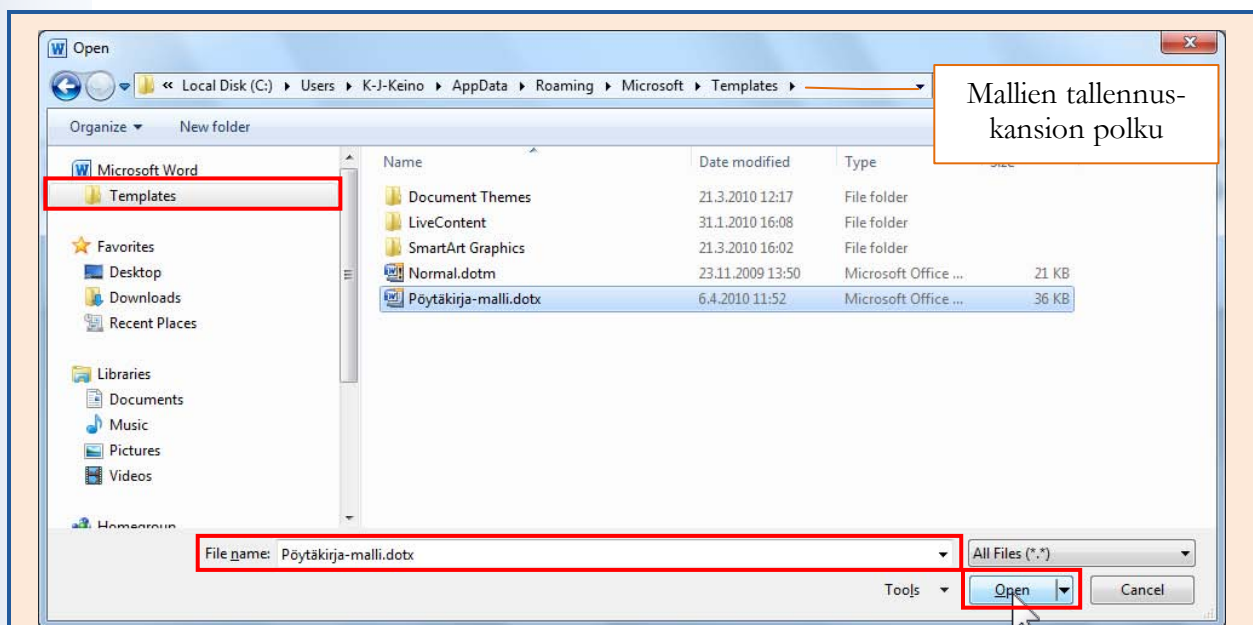 Open
« Local Disk (C:) Users K-J-Keino AppData Roaming Microsoft Templates
Mallien tallennus-
kansion polku
Organize New folder
Name Date modified Type
Microsoft Word
Templates
Document Themes 21.3.2010 12:17 File folder
LiveContent 31.1.2010 16:08 File folder
Favorites
SmartArt Graphics 21.3.2010 16:02 File folder
Desktop
Normal.dotm 23.11.2009 13:50 Microsoft Office ... 21 KB
Downloads
Pöytäkirja-malli.dotx 6.4.2010 11:52 Microsoft Office ... 36 KB
Recent Places
Libraries
Documents
Music
Pictures
Videos
Homegroup
File name: Pöytäkirja-malli.dotx All Files (*.*)
Tools Open Cancel